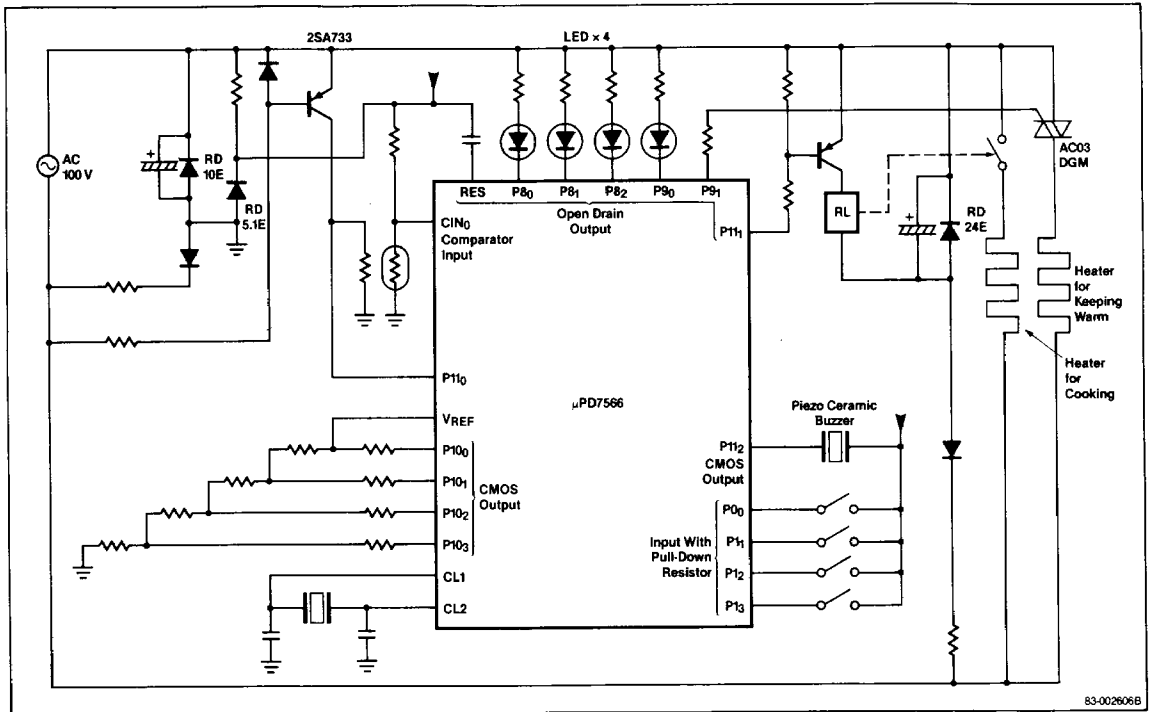 2SA733
LED × 4
AC
100 V
+
RD
10E
RD
5.1E
RES
P8₀
P8₁
P8₂
P9₀
P9₁
Open Drain
Output
CIN₀
Comparator
Input
P11₁
RL
+
RD
24E
AC03
DGM
Heater
for
Keeping
Warm
Heater
for
Cooking
P11₀
μPD7566
VREF
P10₀
P10₁
P10₂
P10₃
CMOS
Output
CL1
CL2
Piezo Ceramic
Buzzer
P11₂
CMOS
Output
P0₀
P1₁
P1₂
P1₃
Input With
Pull-Down
Resistor
83-002606B